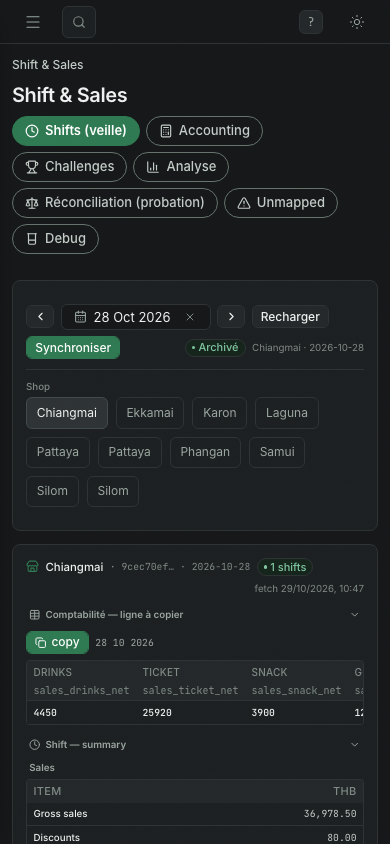 ?
Shift & Sales
Shift & Sales
Shifts (veille)
Accounting
Challenges
Analyse
Réconciliation (probation)
Unmapped
Debug
28 Oct 2026
Recharger
Synchroniser
• Archivé
Chiangmai · 2026-10-28
Shop
Chiangmai
Ekkamai
Karon
Laguna
Pattaya
Pattaya
Phangan
Samui
Silom
Silom
Chiangmai · 9cec70ef… · 2026-10-28 • 1 shifts
fetch 29/10/2026, 10:47
Comptabilité — ligne à copier
copy 28 10 2026
DRINKS TICKET SNACK
sales_drinks_net sales_ticket_net sales_snack_net
4450 25920 3900
Shift — summary
Sales
ITEM THB
Gross sales 36,978.50
Discounts 80.00